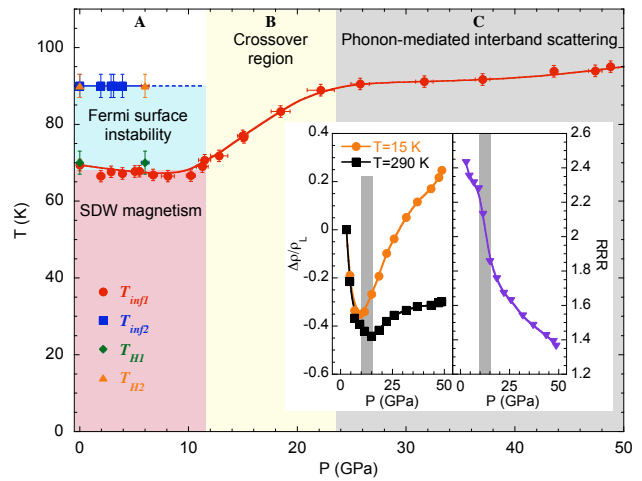 A B C
Crossover region
Phonon-mediated interband scattering
Fermi surface instability
SDW magnetism
T_inf1
T_inf2
T_H1
T_H2
T (K)
100
80
60
40
20
0
0 10 20 30 40 50
P (GPa)
T=15 K
T=290 K
Δρ/ρ_L
0.4
0.2
-0.0
-0.2
-0.4
-0.6
0 25 50
P (GPa)
0 25 50
P (GPa)
RRR
2.6
2.4
2.2
2.0
1.8
1.6
1.4
1.2